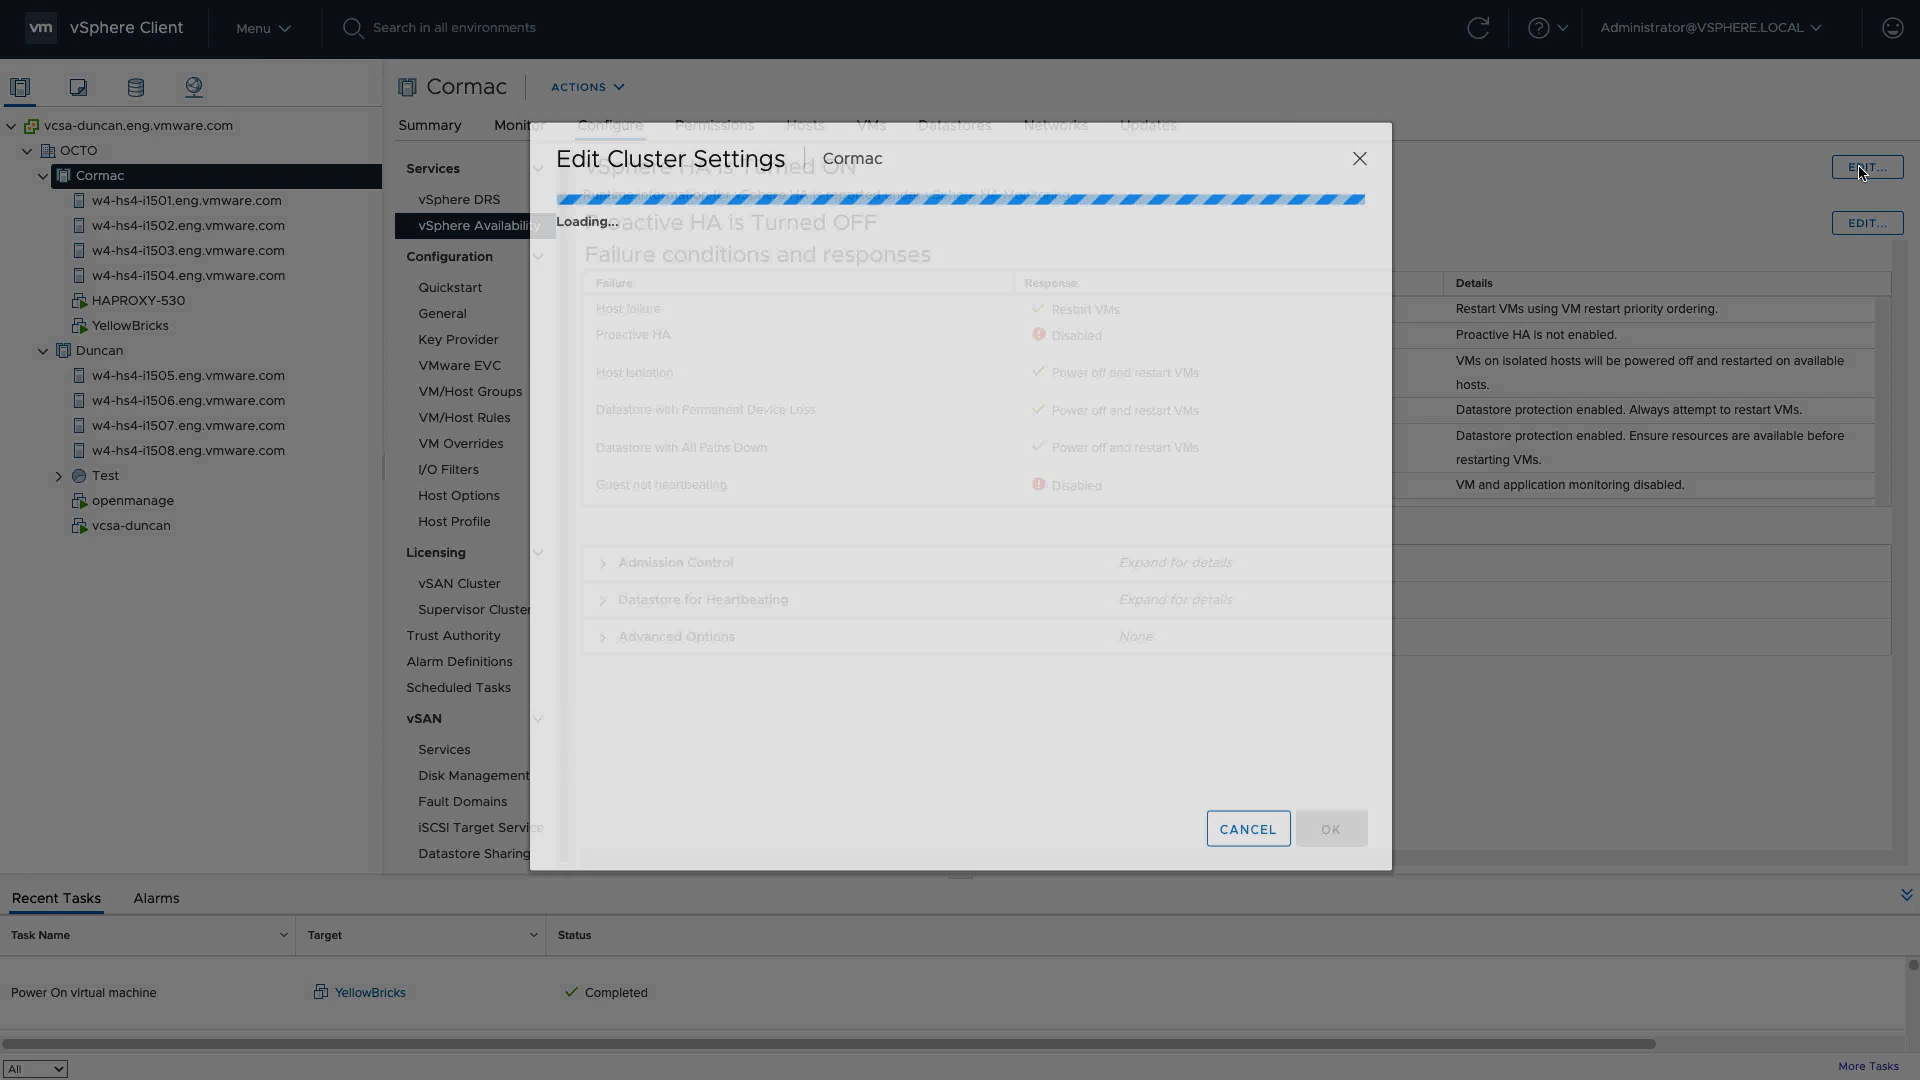 vm vSphere Client Menu Search in all environments Administrator@VSPHERE.LOCAL
Cormac ACTIONS
Summary Monitor Configure Permissions Hosts VMs Datastores Networks Updates
vcsa-duncan.eng.vmware.com
OCTO
Cormac
w4-hs4-i1501.eng.vmware.com
w4-hs4-i1502.eng.vmware.com
w4-hs4-i1503.eng.vmware.com
w4-hs4-i1504.eng.vmware.com
HAPROXY-530
YellowBricks
Duncan
w4-hs4-i1505.eng.vmware.com
w4-hs4-i1506.eng.vmware.com
w4-hs4-i1507.eng.vmware.com
w4-hs4-i1508.eng.vmware.com
Test
openmanage
vcsa-duncan
Services
vSphere DRS
vSphere Availability
Configuration
Quickstart
General
Key Provider
VMware EVC
VM/Host Groups
VM/Host Rules
VM Overrides
I/O Filters
Host Options
Host Profile
Licensing
vSAN Cluster
Supervisor Cluster
Trust Authority
Alarm Definitions
Scheduled Tasks
vSAN
Services
Disk Management
Fault Domains
iSCSI Target Service
Datastore Sharing
Edit Cluster Settings Cormac
Loading...
vSphere HA is Turned ON
EDIT...
Runtime information for vSphere HA is reported under vSphere HA Monitoring
Proactive HA is Turned OFF
EDIT...
Failure conditions and responses
Failure Response Details
Host failure Restart VMs Restart VMs using VM restart priority ordering.
Proactive HA Disabled Proactive HA is not enabled.
Host Isolation Power off and restart VMs VMs on isolated hosts will be powered off and restarted on available
hosts.
Datastore with Permanent Device Loss Power off and restart VMs Datastore protection enabled. Always attempt to restart VMs.
Datastore with All Paths Down Power off and restart VMs Datastore protection enabled. Ensure resources are available before
restarting VMs.
Guest not heartbeating Disabled VM and application monitoring disabled.
Admission Control Expand for details
Datastore for Heartbeating Expand for details
Advanced Options None
CANCEL OK
Recent Tasks Alarms
Task Name Target Status
Power On virtual machine YellowBricks Completed
All More Tasks